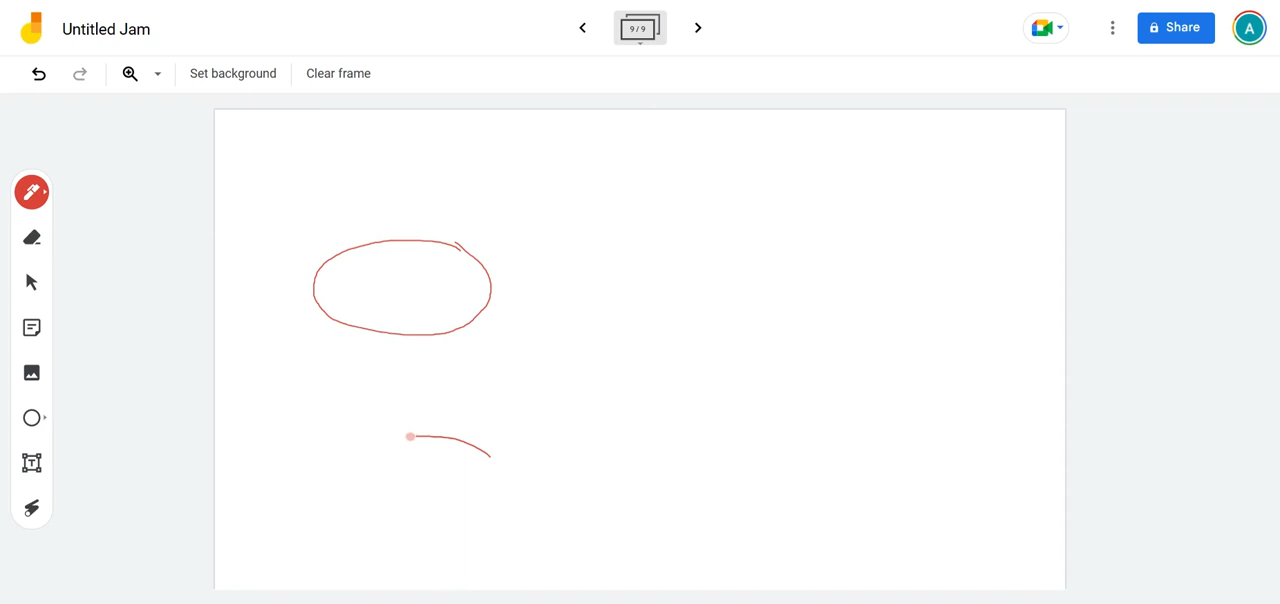 Untitled Jam
9 / 9
Share
A
Set background
Clear frame
T